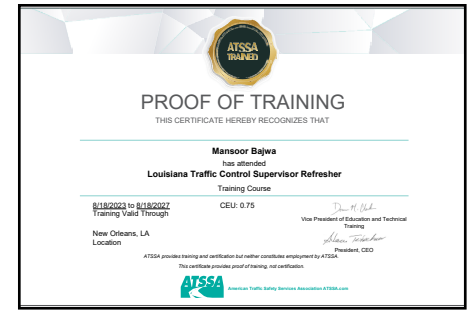 ATSSA
TRAINED
PROOF OF TRAINING
THIS CERTIFICATE HEREBY RECOGNIZES THAT
Mansoor Bajwa
has attended
Louisiana Traffic Control Supervisor Refresher
Training Course
8/18/2023 to 8/18/2027
Training Valid Through
CEU: 0.75
Vice President of Education and Technical
Training
New Orleans, LA
Location
President, CEO
ATSSA provides training and certification but neither constitutes employment by ATSSA.
This certificate provides proof of training, not certification.
ATSSA
American Traffic Safety Services Association ATSSA.com